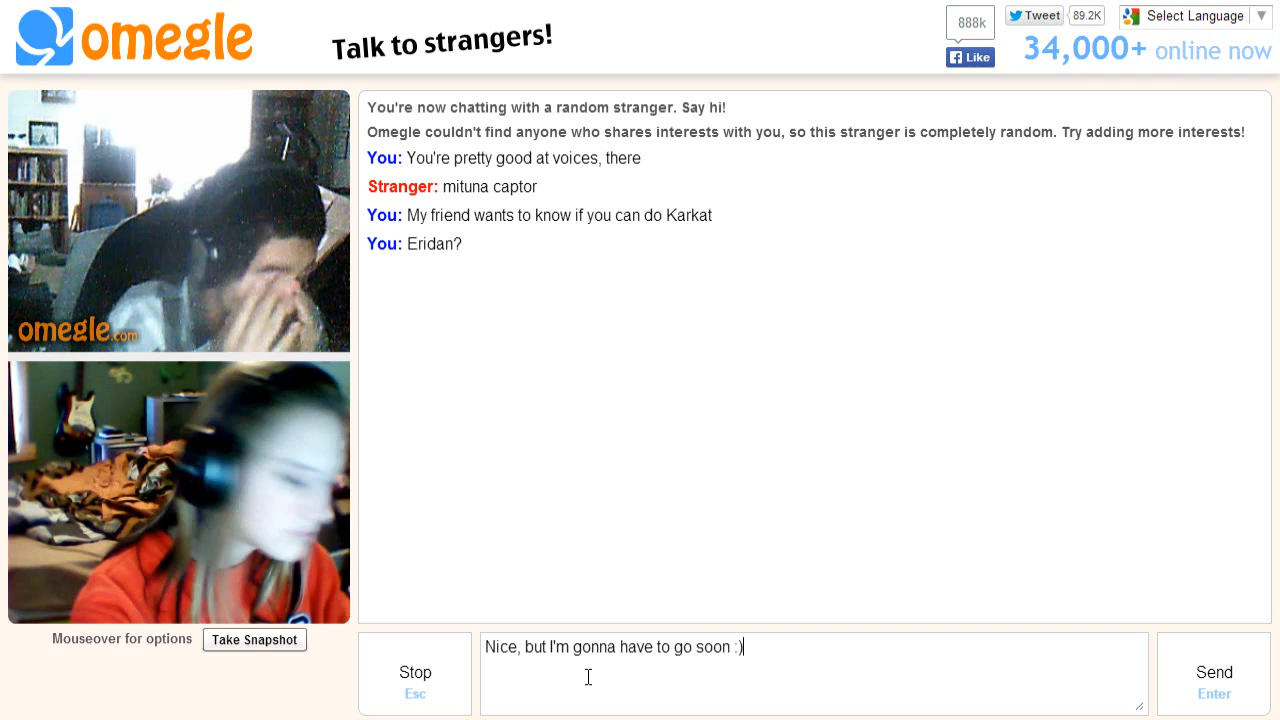 omegle
Talk to strangers!
888k
Like
Tweet
89.2K
Select Language
34,000+ online now
You're now chatting with a random stranger. Say hi!
Omegle couldn't find anyone who shares interests with you, so this stranger is completely random. Try adding more interests!
You: You're pretty good at voices, there
Stranger: mituna captor
You: My friend wants to know if you can do Karkat
You: Eridan?
omegle.com
Mouseover for options
Take Snapshot
Stop
Esc
Nice, but I'm gonna have to go soon :)
Send
Enter